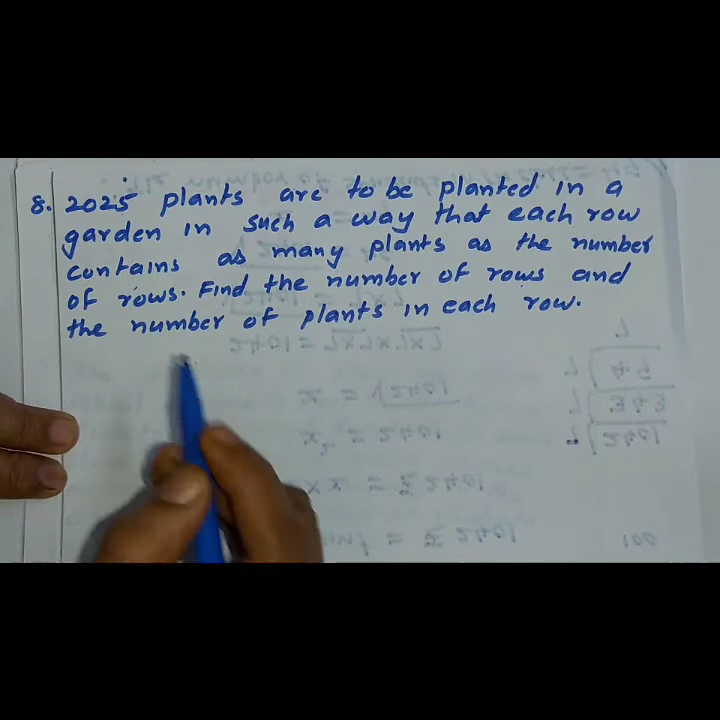 8. 2025 plants are to be planted in a
garden in such a way that each row
contains as many plants as the number
of rows. Find the number of rows and
the number of plants in each row.